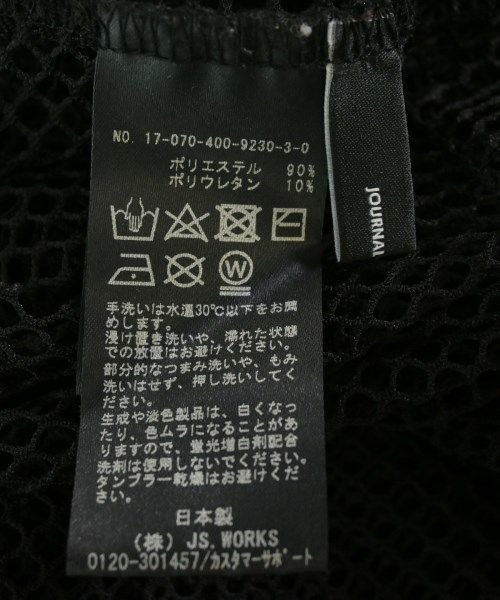 NO. 17-070-400-9230-3-0
ポリエステル 90%
ポリウレタン 10%
W
手洗いは水温30℃以下をお薦
めします。
浸け置き洗いや、濡れた状態
での放置はお避けください。
部分的なつまみ洗いや、もみ
洗いはせず、押し洗いしてく
ださい。
生成や淡色製品は、白くなっ
たり、色ムラになることがあ
りますので、蛍光増白剤配合
洗剤は使用しないでください。
タンブラー乾燥はお避けくだ
さい。
日本製
(株) JS.WORKS
0120-301457/カスタマーサポート
JOURNAL